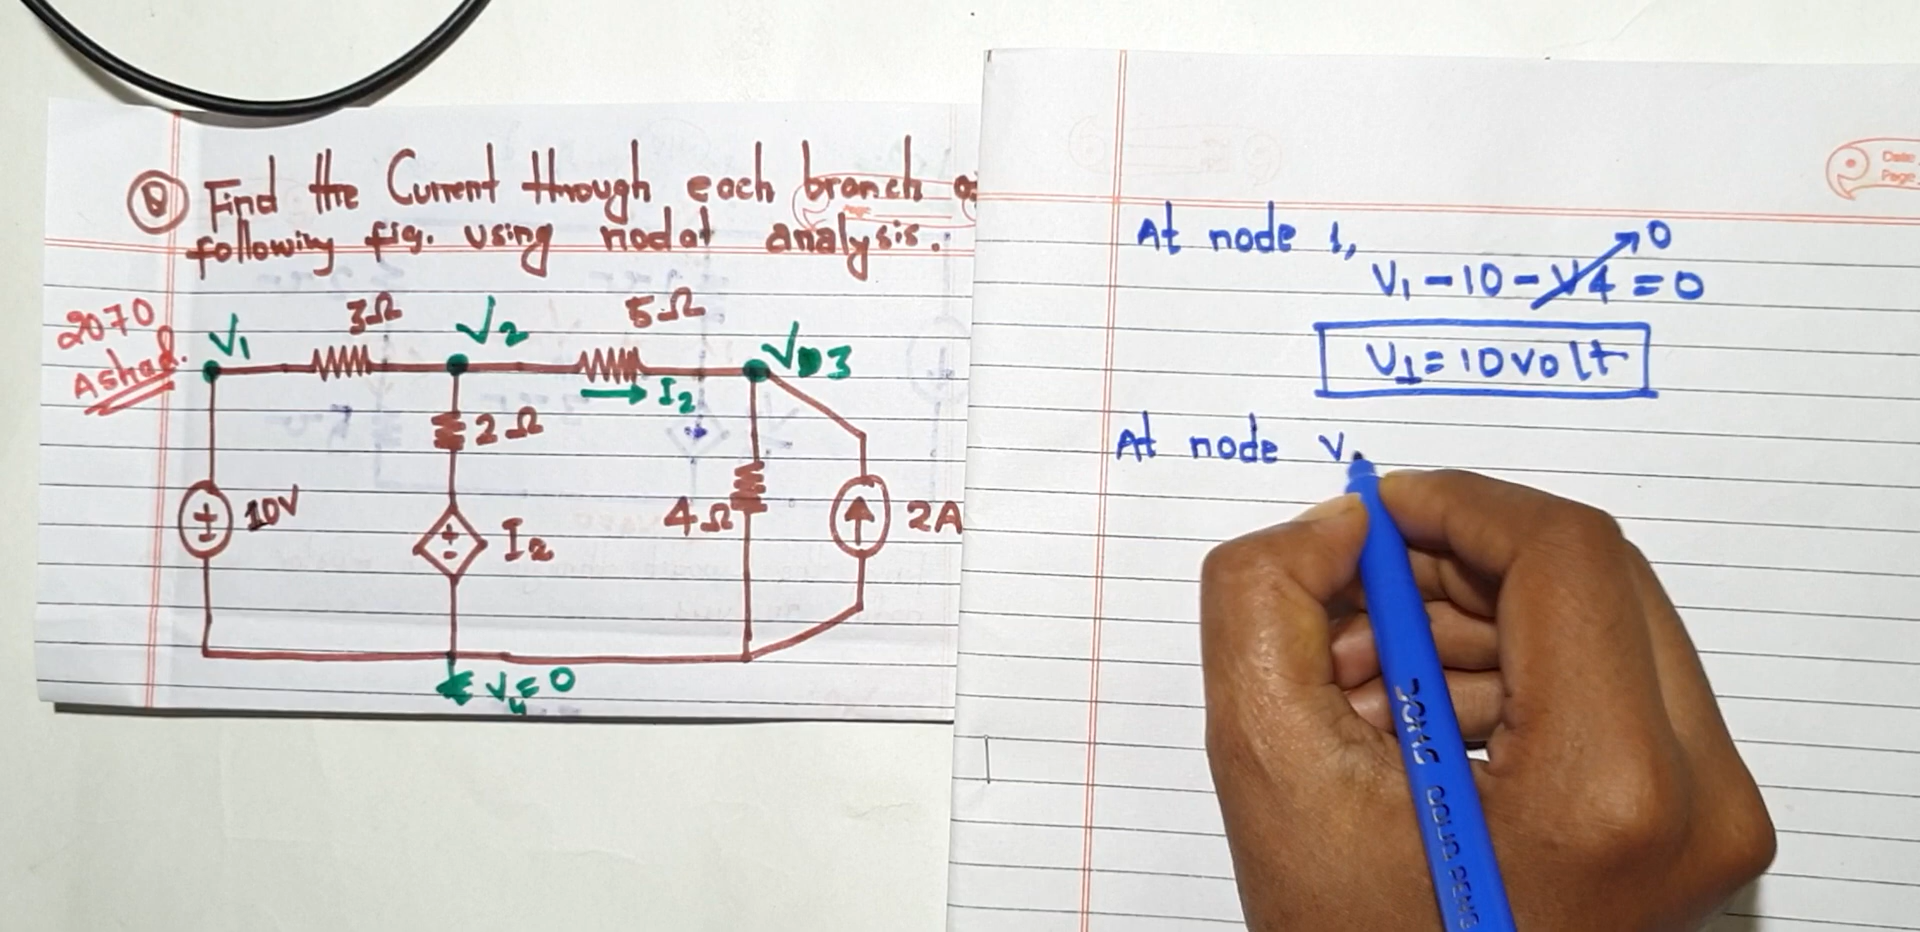 Q Find the Current through each branch of
following fig. using nodal analysis.
2070
Ashad.
3Ω
5Ω
V1
V2
V3
I2
2Ω
10V
I2
4Ω
2A
V4=0
At node 1,
0
V1 - 10 - V4 = 0
V1 = 10 volt
At node V
Date
Page